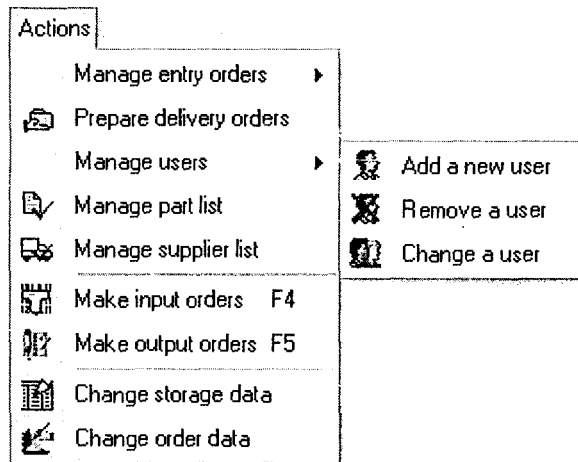 Actions
Manage entry orders
Prepare delivery orders
Manage users
Add a new user
Manage part list
Remove a user
Manage supplier list
Change a user
Make input orders F4
Make output orders F5
Change storage data
Change order data